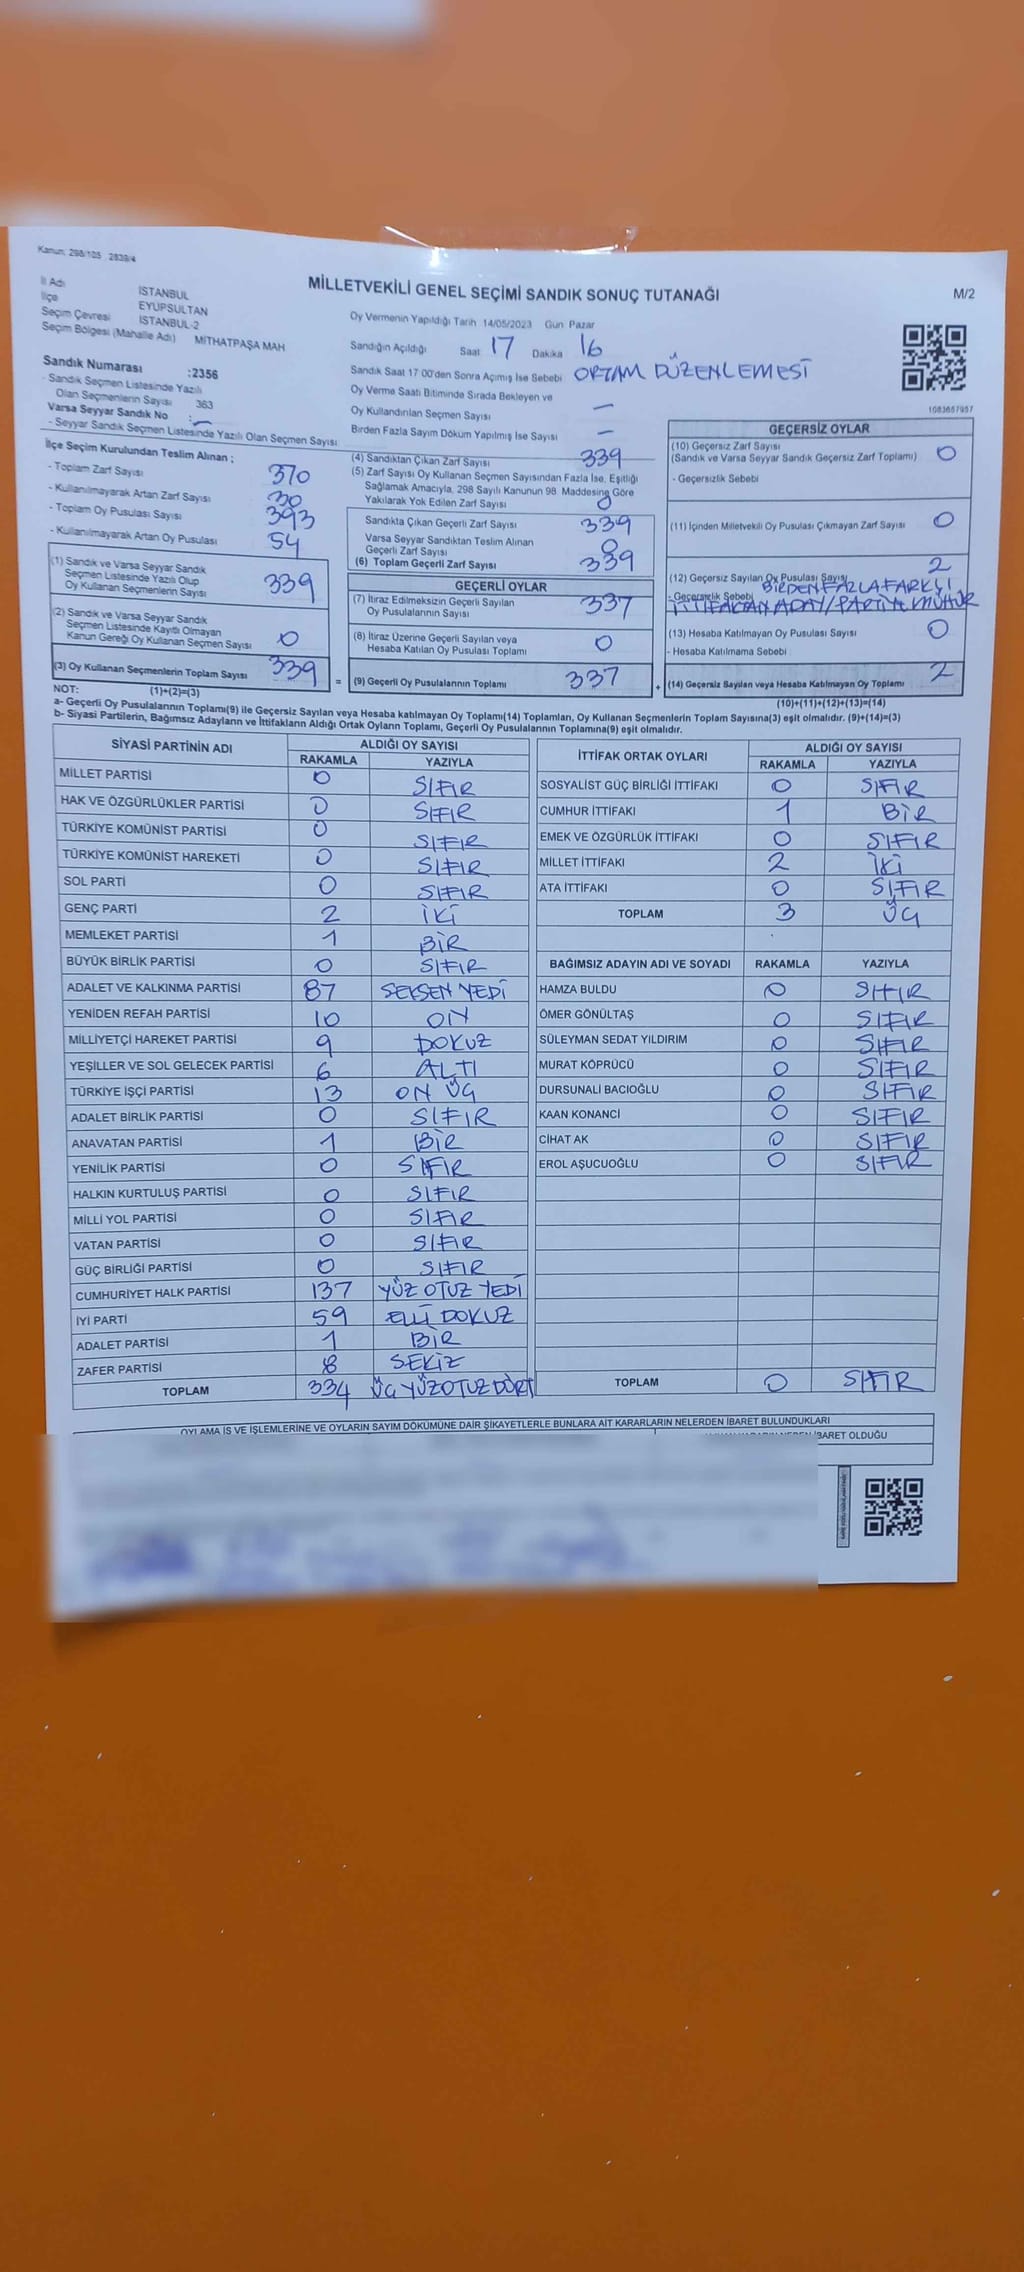 Kanun: 298/105 2839/4
MİLLETVEKİLİ GENEL SEÇİMİ SANDIK SONUÇ TUTANAĞI
M/2
İl Adı İSTANBUL
İlçe EYÜPSULTAN
Seçim Çevresi İSTANBUL-2
Seçim Bölgesi (Mahalle Adı) MİTHATPAŞA MAH
Sandık Numarası :2356
- Sandık Seçmen Listesinde Yazılı
Olan Seçmenlerin Sayısı 363
Varsa Seyyar Sandık No : —
- Seyyar Sandık Seçmen Listesinde Yazılı Olan Seçmen Sayısı
Oy Vermenin Yapıldığı Tarih 14/05/2023 Gün Pazar
Sandığın Açıldığı Saat 17 Dakika 16
Sandık Saat 17 00'den Sonra Açımış İse Sebebi ORTAM DÜZENLEMESİ
Oy Verme Saati Bitiminde Sırada Bekleyen ve
Oy Kullandırılan Seçmen Sayısı —
Birden Fazla Sayım Döküm Yapılmış İse Sayısı —
1083687957
İlçe Seçim Kurulundan Teslim Alınan ;
- Toplam Zarf Sayısı 370
- Kullanılmayarak Artan Zarf Sayısı 30
- Toplam Oy Pusulası Sayısı 393
- Kullanılmayarak Artan Oy Pusulası 54
(1) Sandık ve Varsa Seyyar Sandık
Seçmen Listesinde Yazılı Olup
Oy Kullanan Seçmenlerin Sayısı 339
(2) Sandık ve Varsa Seyyar Sandık
Seçmen Listesinde Kayıtlı Olmayan
Kanun Gereği Oy Kullanan Seçmen Sayısı 0
(3) Oy Kullanan Seçmenlerin Toplam Sayısı 339 =
(4) Sandıktan Çıkan Zarf Sayısı 339
(5) Zarf Sayısı Oy Kullanan Seçmen Sayısından Fazla İse, Eşitliği
Sağlamak Amacıyla, 298 Sayılı Kanunun 98 Maddesine Göre
Yakılarak Yok Edilen Zarf Sayısı 0
Sandıkta Çıkan Geçerli Zarf Sayısı 339
Varsa Seyyar Sandıktan Teslim Alınan
Geçerli Zarf Sayısı 0
(6) Toplam Geçerli Zarf Sayısı 339
GEÇERLİ OYLAR
(7) İtiraz Edilmeksizin Geçerli Sayılan
Oy Pusulalarının Sayısı 337
(8) İtiraz Üzerine Geçerli Sayılan veya
Hesaba Katılan Oy Pusulası Toplamı 0
(9) Geçerli Oy Pusulalarının Toplamı 337 +
GEÇERSİZ OYLAR
(10) Geçersiz Zarf Sayısı
(Sandık ve Varsa Seyyar Sandık Geçersiz Zarf Toplamı) 0
- Geçersizlik Sebebi
(11) İçinden Milletvekili Oy Pusulası Çıkmayan Zarf Sayısı 0
(12) Geçersiz Sayılan Oy Pusulası Sayısı 2
- Geçersizlik Sebebi BİRDEN FAZLA FARKLI
İTTİFAKTAN ADAY/PARTİYE MÜHÜR
(13) Hesaba Katılmayan Oy Pusulası Sayısı 0
- Hesaba Katılmama Sebebi
(14) Geçersiz Sayılan veya Hesaba Katılmayan Oy Toplamı 2
NOT: (1)+(2)=(3)
(10)+(11)+(12)+(13)=(14)
a- Geçerli Oy Pusulalarının Toplamı(9) ile Geçersiz Sayılan veya Hesaba katılmayan Oy Toplamı(14) Toplamları, Oy Kullanan Seçmenlerin Toplam Sayısına(3) eşit olmalıdır. (9)+(14)=(3)
b- Siyasi Partilerin, Bağımsız Adayların ve İttifakların Aldığı Ortak Oyların Toplamı, Geçerli Oy Pusulalarının Toplamına(9) eşit olmalıdır.
SİYASİ PARTİNİN ADI ALDIĞI OY SAYISI
RAKAMLA YAZIYLA
MİLLET PARTİSİ 0 SIFIR
HAK VE ÖZGÜRLÜKLER PARTİSİ 0 SIFIR
TÜRKİYE KOMÜNİST PARTİSİ 0 SIFIR
TÜRKİYE KOMÜNİST HAREKETİ 0 SIFIR
SOL PARTİ 0 SIFIR
GENÇ PARTİ 2 İKİ
MEMLEKET PARTİSİ 1 BİR
BÜYÜK BİRLİK PARTİSİ 0 SIFIR
ADALET VE KALKINMA PARTİSİ 87 SEKSEN YEDİ
YENİDEN REFAH PARTİSİ 10 ON
MİLLİYETÇİ HAREKET PARTİSİ 9 DOKUZ
YEŞİLLER VE SOL GELECEK PARTİSİ 6 ALTI
TÜRKİYE İŞÇİ PARTİSİ 13 ON ÜÇ
ADALET BİRLİK PARTİSİ 0 SIFIR
ANAVATAN PARTİSİ 1 BİR
YENİLİK PARTİSİ 0 SIFIR
HALKIN KURTULUŞ PARTİSİ 0 SIFIR
MİLLİ YOL PARTİSİ 0 SIFIR
VATAN PARTİSİ 0 SIFIR
GÜÇ BİRLİĞİ PARTİSİ 0 SIFIR
CUMHURİYET HALK PARTİSİ 137 YÜZ OTUZ YEDİ
İYİ PARTİ 59 ELLİ DOKUZ
ADALET PARTİSİ 1 BİR
ZAFER PARTİSİ 8 SEKİZ
TOPLAM 334 ÜÇ YÜZ OTUZ DÖRT
İTTİFAK ORTAK OYLARI ALDIĞI OY SAYISI
RAKAMLA YAZIYLA
SOSYALİST GÜÇ BİRLİĞİ İTTİFAKI 0 SIFIR
CUMHUR İTTİFAKI 1 BİR
EMEK VE ÖZGÜRLÜK İTTİFAKI 0 SIFIR
MİLLET İTTİFAKI 2 İKİ
ATA İTTİFAKI 0 SIFIR
TOPLAM 3 ÜÇ
BAĞIMSIZ ADAYIN ADI VE SOYADI RAKAMLA YAZIYLA
HAMZA BULDU 0 SIFIR
ÖMER GÖNÜLTAŞ 0 SIFIR
SÜLEYMAN SEDAT YILDIRIM 0 SIFIR
MURAT KÖPRÜCÜ 0 SIFIR
DURSUNALİ BACIOĞLU 0 SIFIR
KAAN KONANCİ 0 SIFIR
CİHAT AK 0 SIFIR
EROL AŞUCUOĞLU 0 SIFIR
TOPLAM 0 SIFIR
OYLAMA İŞ VE İŞLEMLERİNE VE OYLARIN SAYIM DÖKÜMÜNE DAİR ŞİKAYETLERLE BUNLARA AİT KARARLARIN NELERDEN İBARET BULUNDUKLARI
İBARET OLDUĞU